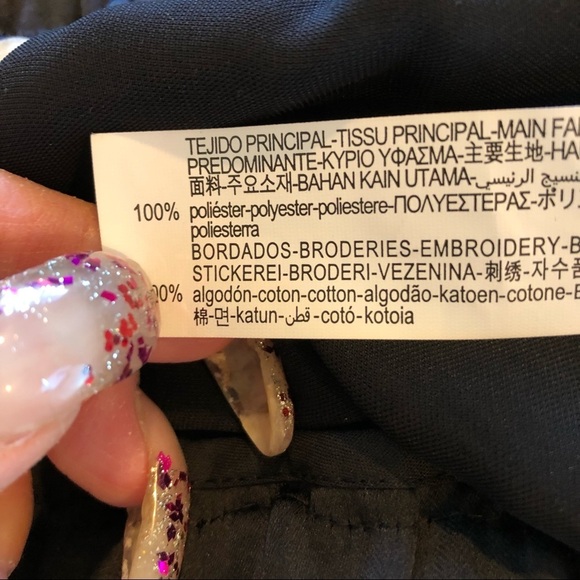 TEJIDO PRINCIPAL-TISSU PRINCIPAL-MAIN
PREDOMINANTE-ΚΥΡΙΟ ΥΦΑΣΜΑ-主要生地-
面料-주요소재-BAHAN KAIN UTAMA-النسيج الرئيسي
100% poliéster-polyester-poliestere-ΠΟΛΥΕΣΤΕΡΑΣ-ポリ
poliesterra
BORDADOS-BRODERIES-EMBROIDERY-B
STICKEREI-BRODERI-VEZENINA-刺绣-자수
00% algodón-coton-cotton-algodão-katoen-cotone-
棉-면-katun-قطن-cotó-kotoia